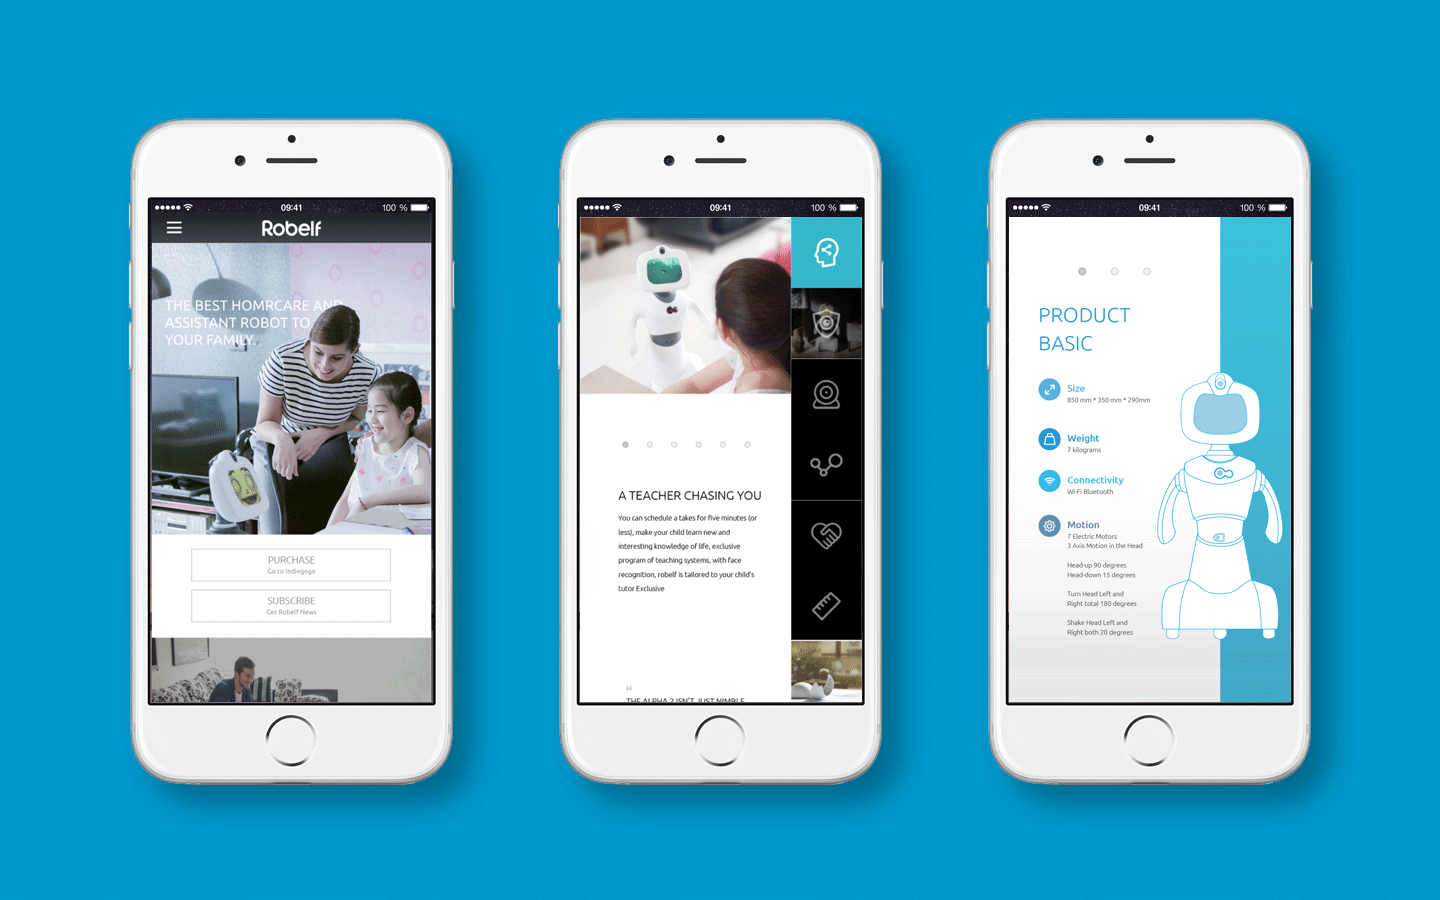 09:41
100 %
Robelf
THE BEST HOMRCARE AND
ASSISTANT ROBOT TO
YOUR FAMILY.
PURCHASE
Go to Indiegogo
SUBSCRIBE
Get Robelf News
09:41
100 %
A TEACHER CHASING YOU
You can schedule a takes for five minutes (or
less), make your child learn new and
interesting knowledge of life, exclusive
program of teaching systems, with face
recognition, robelf is tailored to your child's
tutor Exclusive
“
THE ALPHA 2 ISN'T JUST NIMBLE
09:41
100 %
PRODUCT
BASIC
Size
850 mm * 350 mm * 290mm
Weight
7 kilograms
Connectivity
Wi-Fi Bluetooth
Motion
7 Electric Motors
3 Axis Motion in the Head
Head-up 90 degrees
Head-down 15 degrees
Turn Head Left and
Right total 180 degrees
Shake Head Left and
Right both 20 degrees